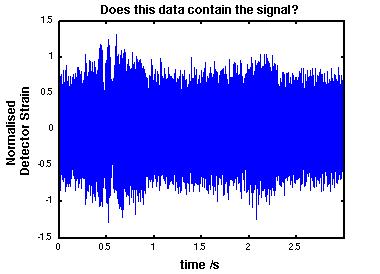 Does this data contain the signal?
1.5
1
0.5
0
-0.5
-1
-1.5
Normalised
Detector Strain
0 0.5 1 1.5 2 2.5
time /s